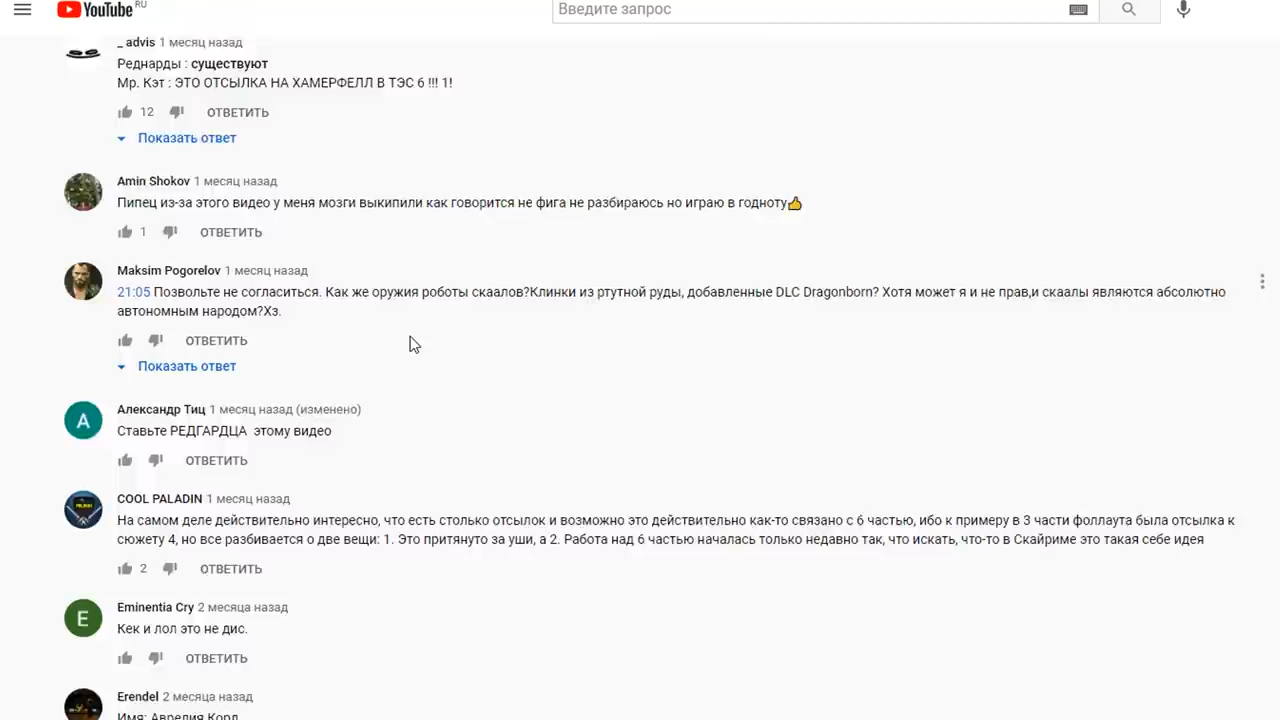 YouTube RU
Введите запрос
_ advis 1 месяц назад
Реднарды : существуют
Мр. Кэт : ЭТО ОТСЫЛКА НА ХАМЕРФЕЛЛ В ТЭС 6 !!! 1!
12 ОТВЕТИТЬ
Показать ответ
Amin Shokov 1 месяц назад
Пипец из-за этого видео у меня мозги выкипили как говорится не фига не разбираюсь но играю в годноту👍
1 ОТВЕТИТЬ
Maksim Pogorelov 1 месяц назад
21:05 Позвольте не согласиться. Как же оружия роботы скаалов?Клинки из ртутной руды, добавленные DLC Dragonborn? Хотя может я и не прав,и скаалы являются абсолютно
автономным народом?Хз.
ОТВЕТИТЬ
Показать ответ
А
Александр Тиц 1 месяц назад (изменено)
Ставьте РЕДГАРДЦА этому видео
ОТВЕТИТЬ
COOL PALADIN 1 месяц назад
На самом деле действительно интересно, что есть столько отсылок и возможно это действительно как-то связано с 6 частью, ибо к примеру в 3 части фоллаута была отсылка к
сюжету 4, но все разбивается о две вещи: 1. Это притянуто за уши, а 2. Работа над 6 частью началась только недавно так, что искать, что-то в Скайриме это такая себе идея
2 ОТВЕТИТЬ
E
Eminentia Cry 2 месяца назад
Кек и лол это не дис.
ОТВЕТИТЬ
Erendel 2 месяца назад
Имя: Аврелия Корд